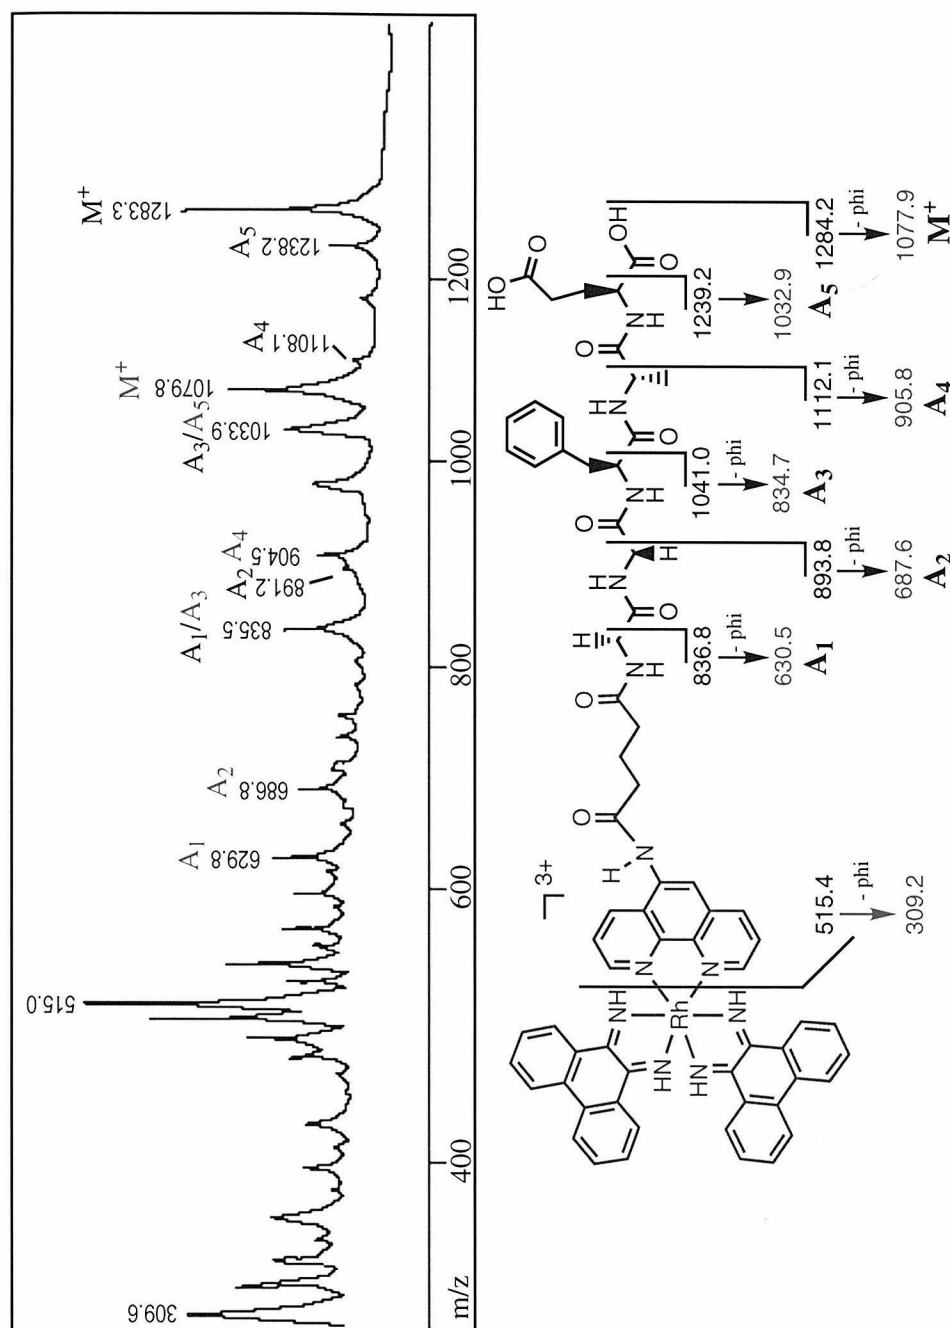 309.6
515.0
A1
629.8
A2
686.8
A1/A3
835.5
A2
891.2
A4
904.5
A3/A5
1033.9
M+
1079.8
A4
1108.1
A5
1238.2
M+
1283.3
m/z 400 600 800 1000 1200
3+
HN
NH
HN
NH
Rh
N
N
H
N
O
O
N
H
H
O
H
N
H
O
N
H
O
H
N
O
N
H
O
HO
O
OH
515.4
- phi
309.2
836.8
- phi
630.5
A1
893.8
- phi
687.6
A2
1041.0
- phi
834.7
A3
1112.1
- phi
905.8
A4
1239.2
1032.9
A5
1284.2
- phi
1077.9
M+